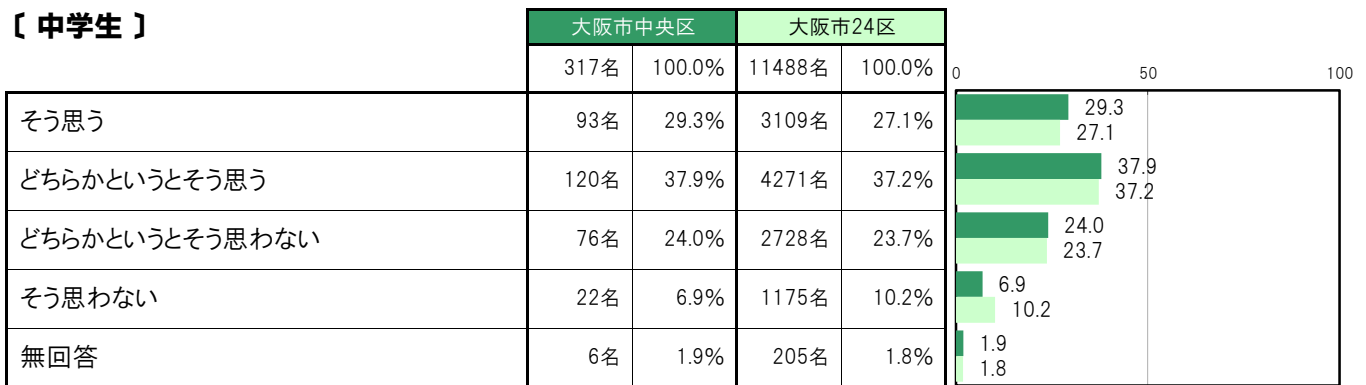 〔 中学生 〕
大阪市中央区 大阪市24区
317名 100.0% 11488名 100.0%
0 50 100
そう思う 93名 29.3% 3109名 27.1%
29.3
27.1
どちらかというとそう思う 120名 37.9% 4271名 37.2%
37.9
37.2
どちらかというとそう思わない 76名 24.0% 2728名 23.7%
24.0
23.7
そう思わない 22名 6.9% 1175名 10.2%
6.9
10.2
無回答 6名 1.9% 205名 1.8%
1.9
1.8